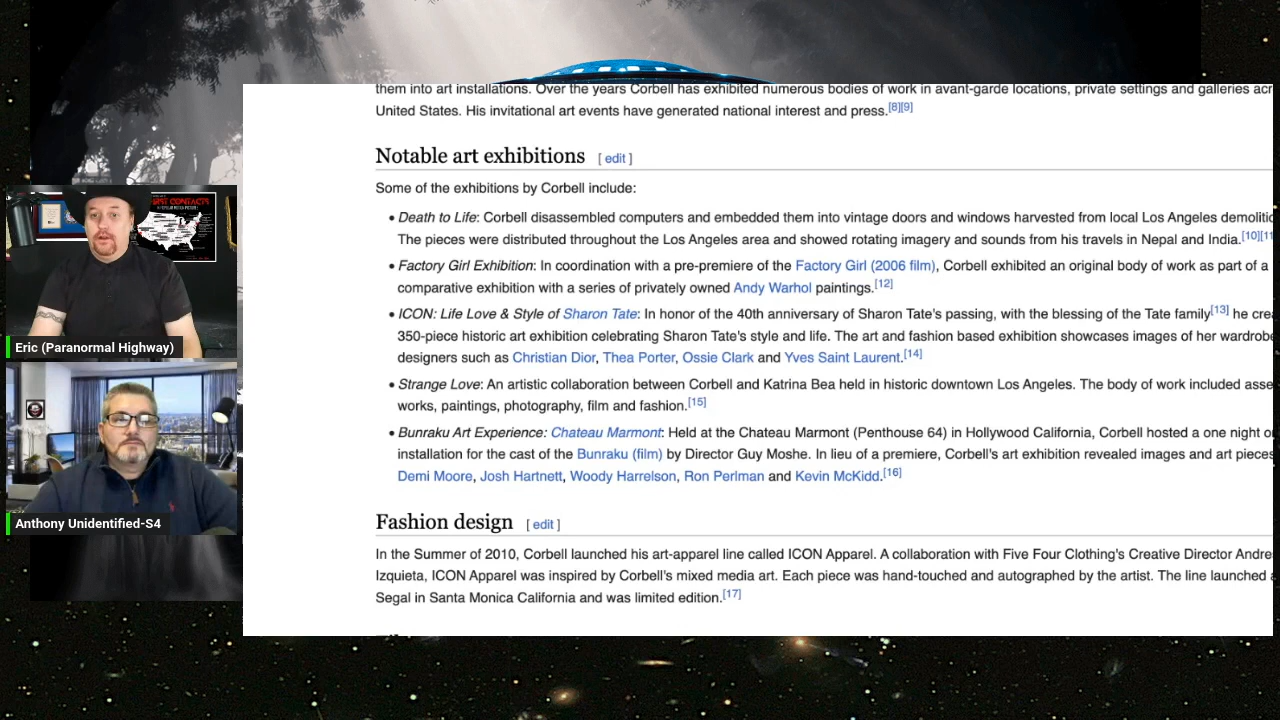 them into art installations. Over the years Corbell has exhibited numerous bodies of work in avant-garde locations, private settings and galleries acr
United States. His invitational art events have generated national interest and press.[8][9]
Notable art exhibitions [ edit ]
Some of the exhibitions by Corbell include:
• Death to Life: Corbell disassembled computers and embedded them into vintage doors and windows harvested from local Los Angeles demolitic
The pieces were distributed throughout the Los Angeles area and showed rotating imagery and sounds from his travels in Nepal and India.[10][11
• Factory Girl Exhibition: In coordination with a pre-premiere of the Factory Girl (2006 film), Corbell exhibited an original body of work as part of a
comparative exhibition with a series of privately owned Andy Warhol paintings.[12]
• ICON: Life Love & Style of Sharon Tate: In honor of the 40th anniversary of Sharon Tate's passing, with the blessing of the Tate family[13] he crea
350-piece historic art exhibition celebrating Sharon Tate's style and life. The art and fashion based exhibition showcases images of her wardrobe
designers such as Christian Dior, Thea Porter, Ossie Clark and Yves Saint Laurent.[14]
• Strange Love: An artistic collaboration between Corbell and Katrina Bea held in historic downtown Los Angeles. The body of work included asse
works, paintings, photography, film and fashion.[15]
• Bunraku Art Experience: Chateau Marmont: Held at the Chateau Marmont (Penthouse 64) in Hollywood California, Corbell hosted a one night o
installation for the cast of the Bunraku (film) by Director Guy Moshe. In lieu of a premiere, Corbell's art exhibition revealed images and art pieces
Demi Moore, Josh Hartnett, Woody Harrelson, Ron Perlman and Kevin McKidd.[16]
Fashion design [ edit ]
In the Summer of 2010, Corbell launched his art-apparel line called ICON Apparel. A collaboration with Five Four Clothing's Creative Director Andre
Izquieta, ICON Apparel was inspired by Corbell's mixed media art. Each piece was hand-touched and autographed by the artist. The line launched a
Segal in Santa Monica California and was limited edition.[17]
FIRST CONTACTS
Eric (Paranormal Highway)
Anthony Unidentified-S4